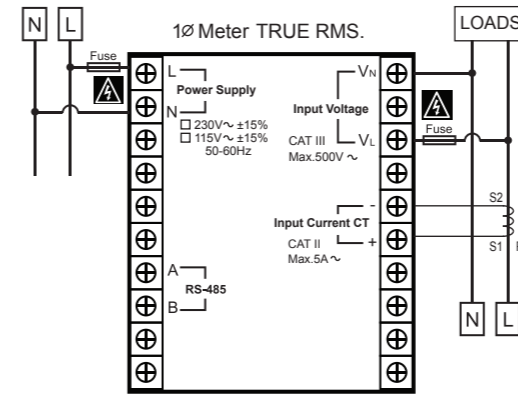 N L
LOADS
1Ø Meter TRUE RMS.
Fuse
L
Power Supply
N
□ 230V~ ±15%
□ 115V~ ±15%
50-60Hz
VN
Input Voltage
CAT III
Max.500V ~
VL
Fuse
-
Input Current CT
CAT II
Max.5A~
+
S2
S1
A
RS-485
B
N L